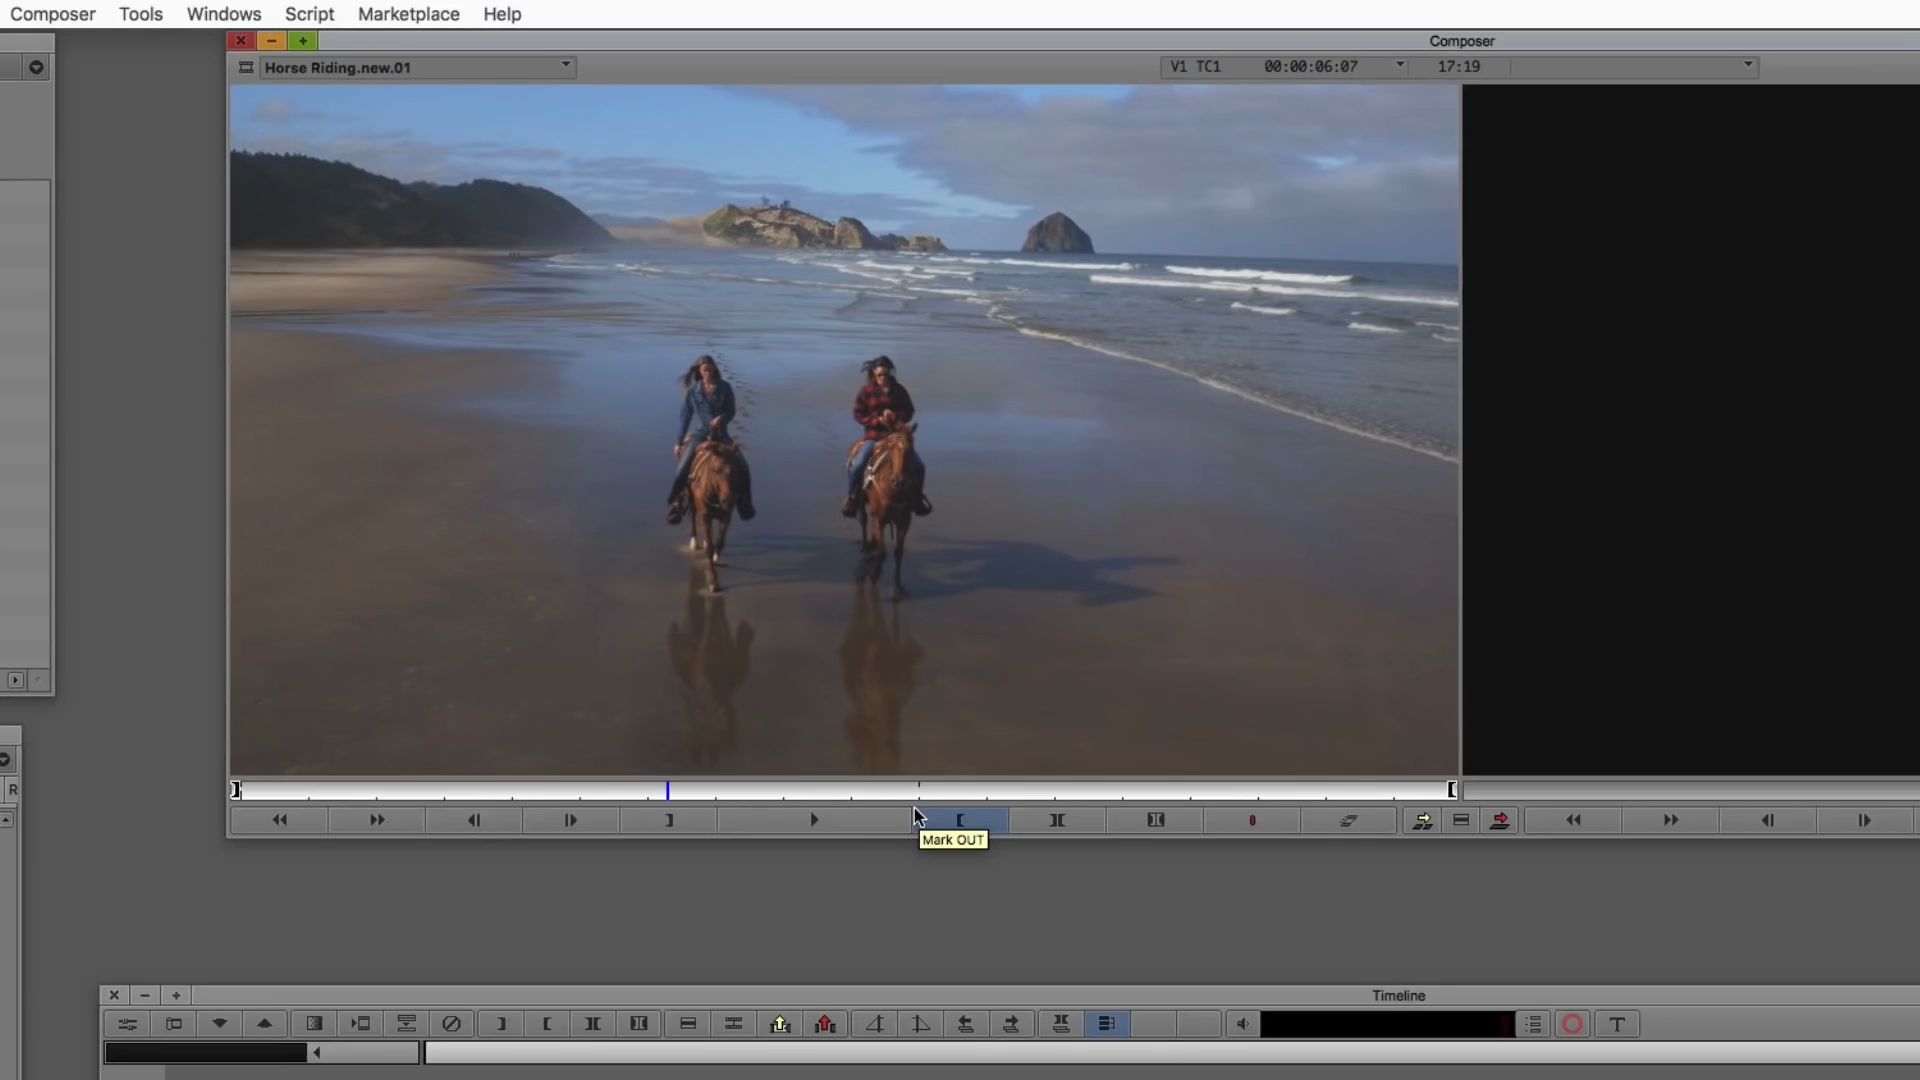 Composer Tools Windows Script Marketplace Help
Composer
Horse Riding.new.01 V1 TC1 00:00:06:07 17:19
R
Mark OUT
Timeline
T